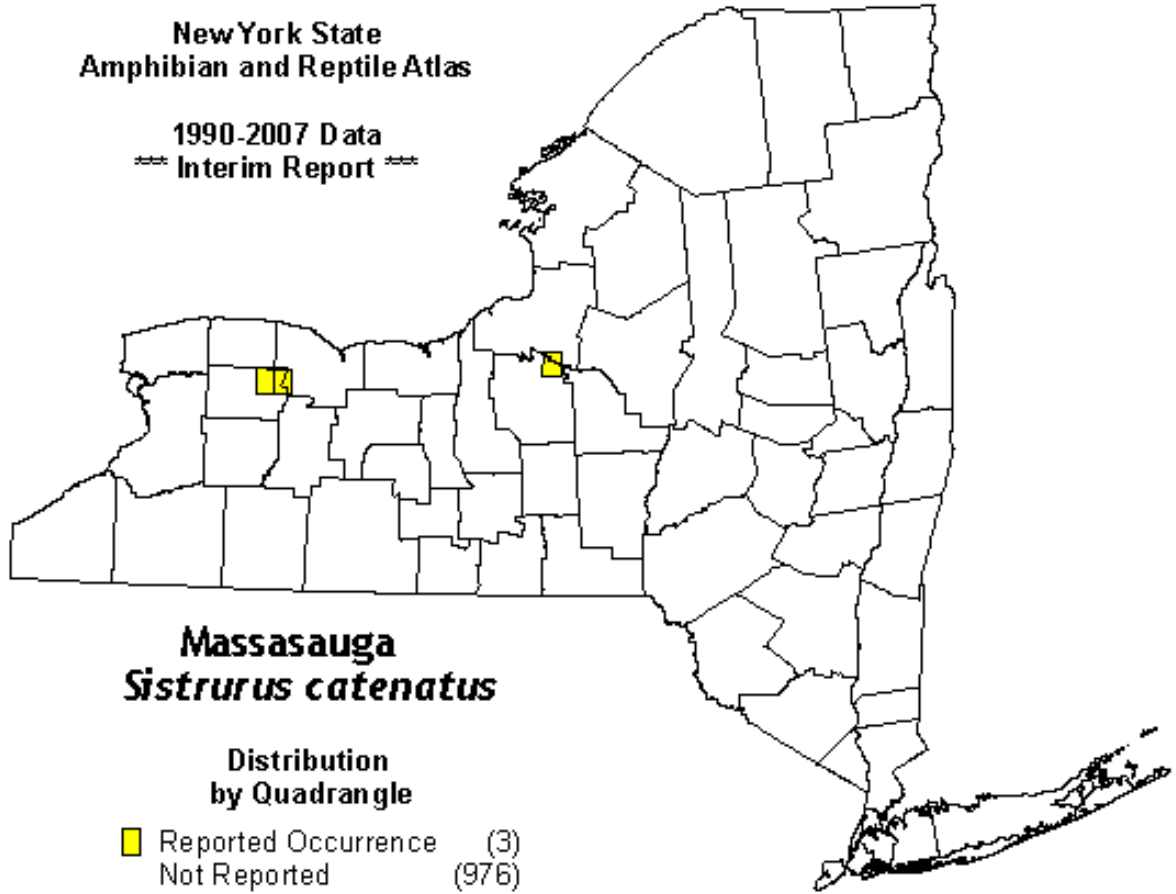 New York State
Amphibian and Reptile Atlas
1990-2007 Data
*** Interim Report ***
Massasauga
Sistrurus catenatus
Distribution
by Quadrangle
Reported Occurrence (3)
Not Reported (976)